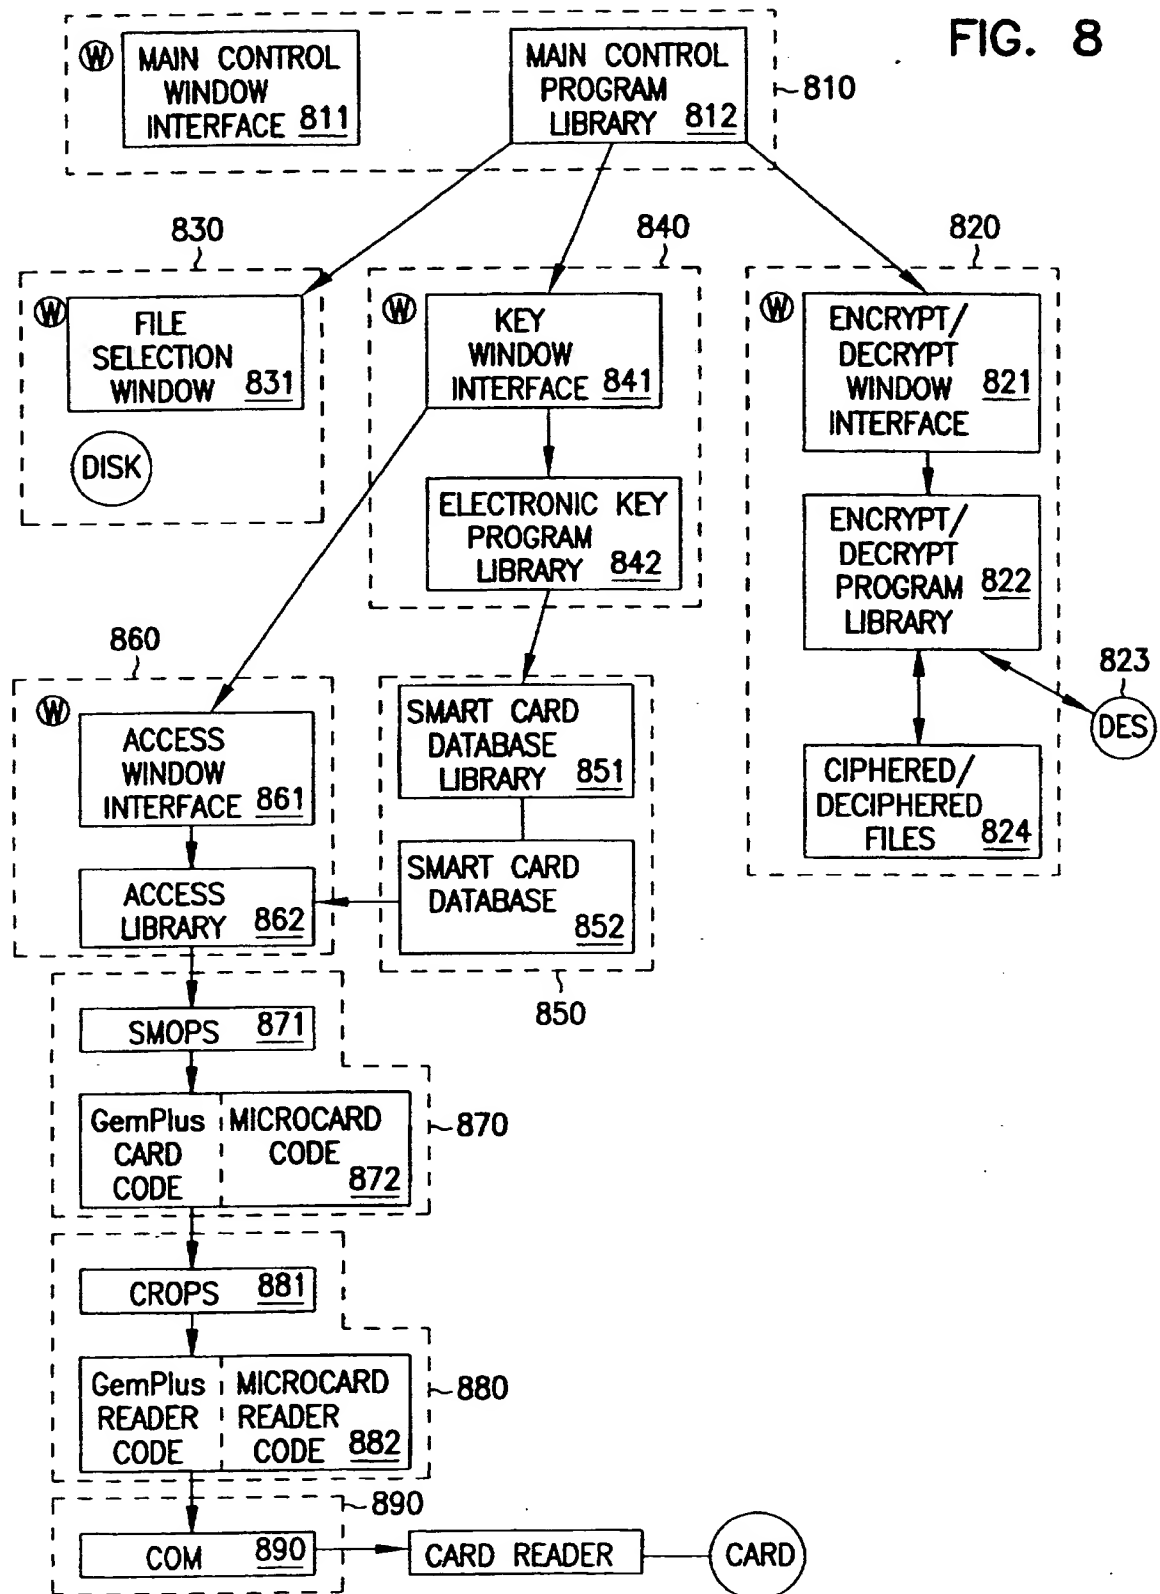 FIG. 8
W
MAIN CONTROL
WINDOW
INTERFACE 811
MAIN CONTROL
PROGRAM
LIBRARY 812
810
830
W
FILE
SELECTION
WINDOW 831
DISK
840
W
KEY
WINDOW
INTERFACE 841
ELECTRONIC KEY
PROGRAM
LIBRARY 842
820
W
ENCRYPT/
DECRYPT
WINDOW
INTERFACE 821
ENCRYPT/
DECRYPT
PROGRAM
LIBRARY 822
823
DES
CIPHERED/
DECIPHERED
FILES 824
860
W
ACCESS
WINDOW
INTERFACE 861
ACCESS
LIBRARY 862
SMART CARD
DATABASE
LIBRARY 851
SMART CARD
DATABASE
852
850
SMOPS 871
GemPlus
CARD
CODE
MICROCARD
CODE
872
870
CROPS 881
GemPlus
READER
CODE
MICROCARD
READER
CODE 882
880
890
COM 890
CARD READER
CARD